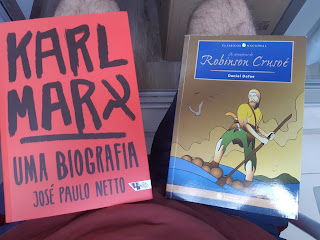 KARL
MARX
UMA BIOGRAFIA
JOSÉ PAULO NETTO
Robinson Crusoé
Daniel Defoe